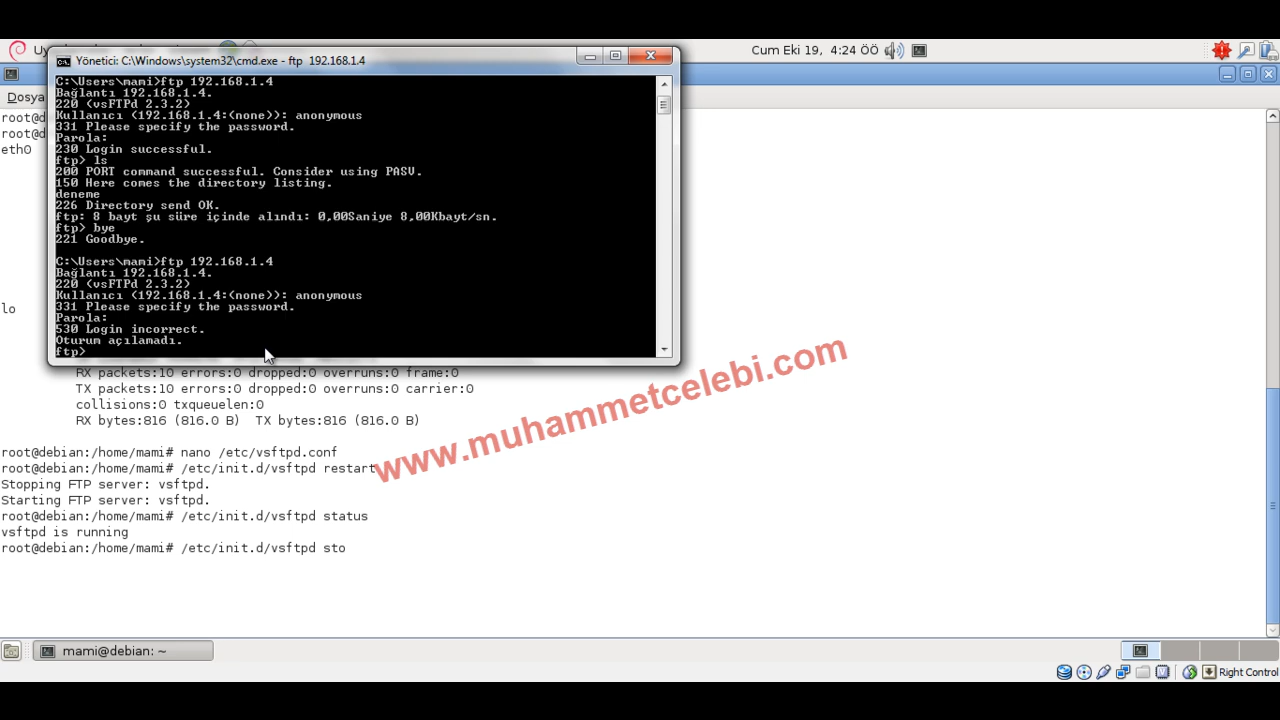 Uy
Cum Eki 19, 4:24 ÖÖ
Yönetici: C:\Windows\system32\cmd.exe - ftp 192.168.1.4
C:\Users\mami>ftp 192.168.1.4
Bağlantı 192.168.1.4.
220 (vsFTPd 2.3.2)
Kullanıcı (192.168.1.4:(none)): anonymous
331 Please specify the password.
Parola:
230 Login successful.
ftp> ls
200 PORT command successful. Consider using PASV.
150 Here comes the directory listing.
deneme
226 Directory send OK.
ftp: 8 bayt şu süre içinde alındı: 0,00Saniye 8,00Kbayt/sn.
ftp> bye
221 Goodbye.
C:\Users\mami>ftp 192.168.1.4
Bağlantı 192.168.1.4.
220 (vsFTPd 2.3.2)
Kullanıcı (192.168.1.4:(none)): anonymous
331 Please specify the password.
Parola:
530 Login incorrect.
Oturum açılamadı.
ftp>
Dosya
root@d
root@d
eth0
lo
RX packets:10 errors:0 dropped:0 overruns:0 frame:0
TX packets:10 errors:0 dropped:0 overruns:0 carrier:0
collisions:0 txqueuelen:0
RX bytes:816 (816.0 B) TX bytes:816 (816.0 B)
www.muhammetcelebi.com
root@debian:/home/mami# nano /etc/vsftpd.conf
root@debian:/home/mami# /etc/init.d/vsftpd restart
Stopping FTP server: vsftpd.
Starting FTP server: vsftpd.
root@debian:/home/mami# /etc/init.d/vsftpd status
vsftpd is running
root@debian:/home/mami# /etc/init.d/vsftpd sto
mami@debian: ~
Right Control